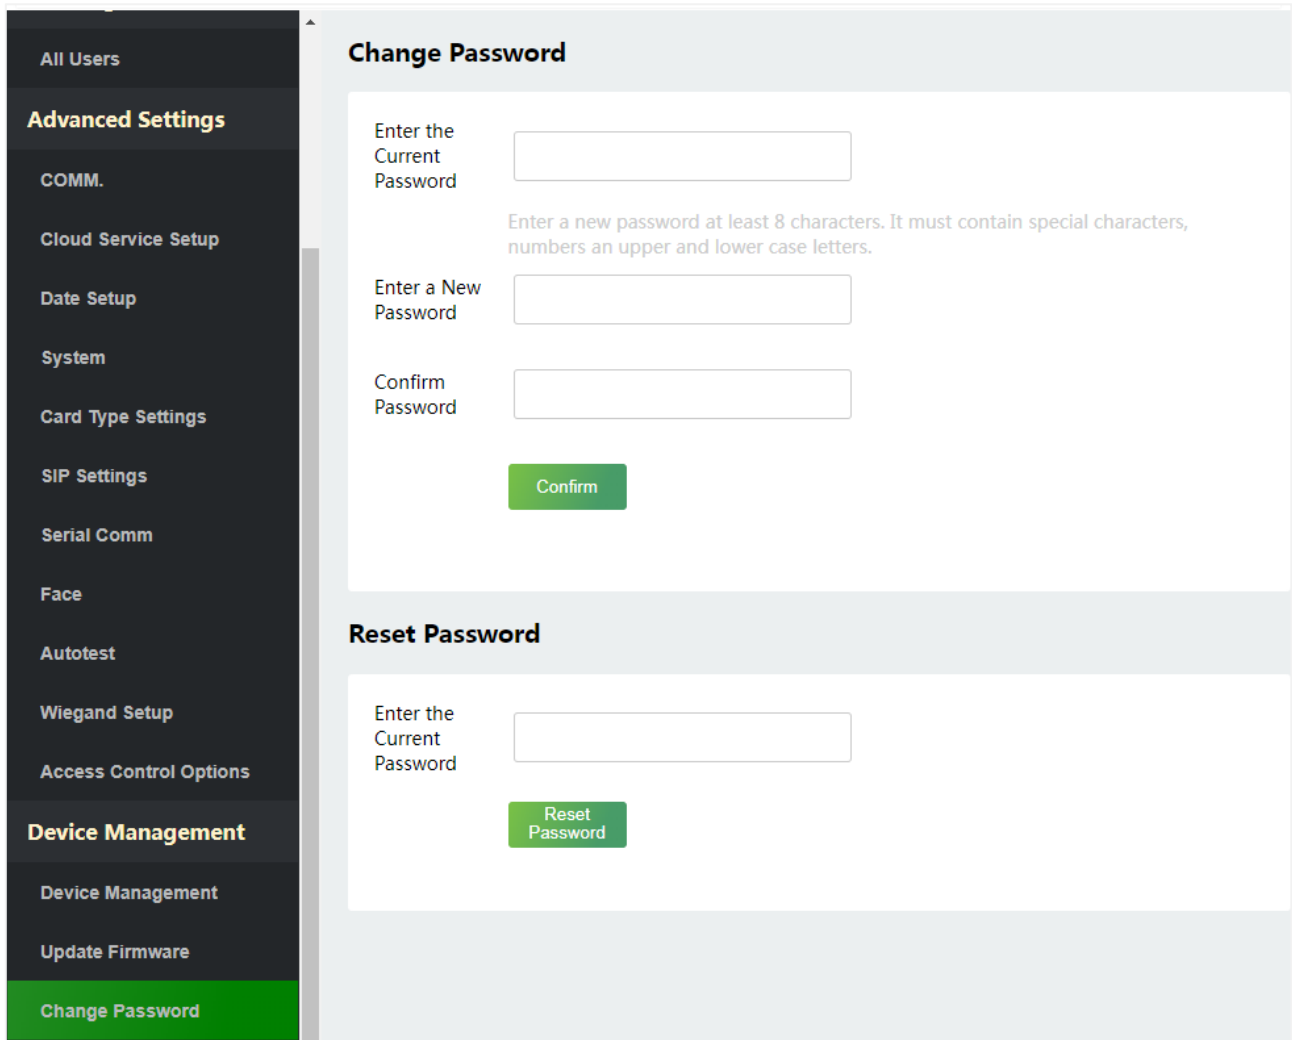 All Users
Advanced Settings
COMM.
Cloud Service Setup
Date Setup
System
Card Type Settings
SIP Settings
Serial Comm
Face
Autotest
Wiegand Setup
Access Control Options
Device Management
Device Management
Update Firmware
Change Password
Change Password
Enter the
Current
Password
Enter a new password at least 8 characters. It must contain special characters,
numbers an upper and lower case letters.
Enter a New
Password
Confirm
Password
Confirm
Reset Password
Enter the
Current
Password
Reset
Password